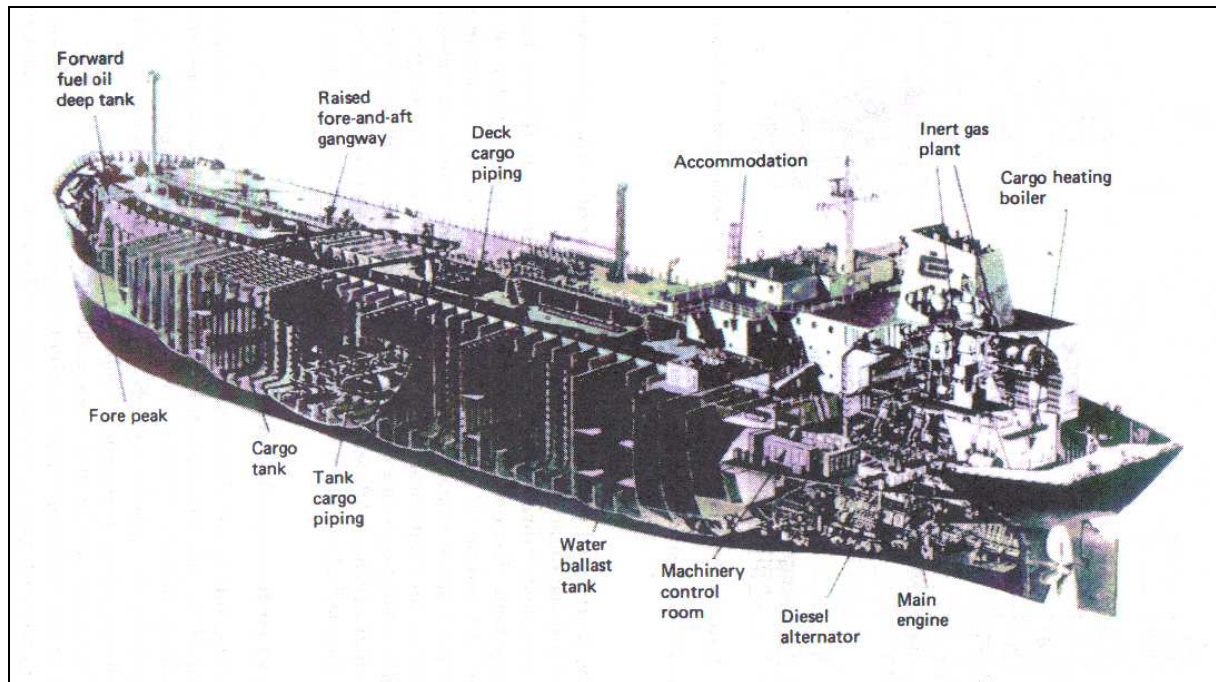 Forward
fuel oil
deep tank
Raised
fore-and-aft
gangway
Deck
cargo
piping
Accommodation
Inert gas
plant
Cargo heating
boiler
Fore peak
Cargo
tank
Tank
cargo
piping
Water
ballast
tank
Machinery
control
room
Diesel
alternator
Main
engine